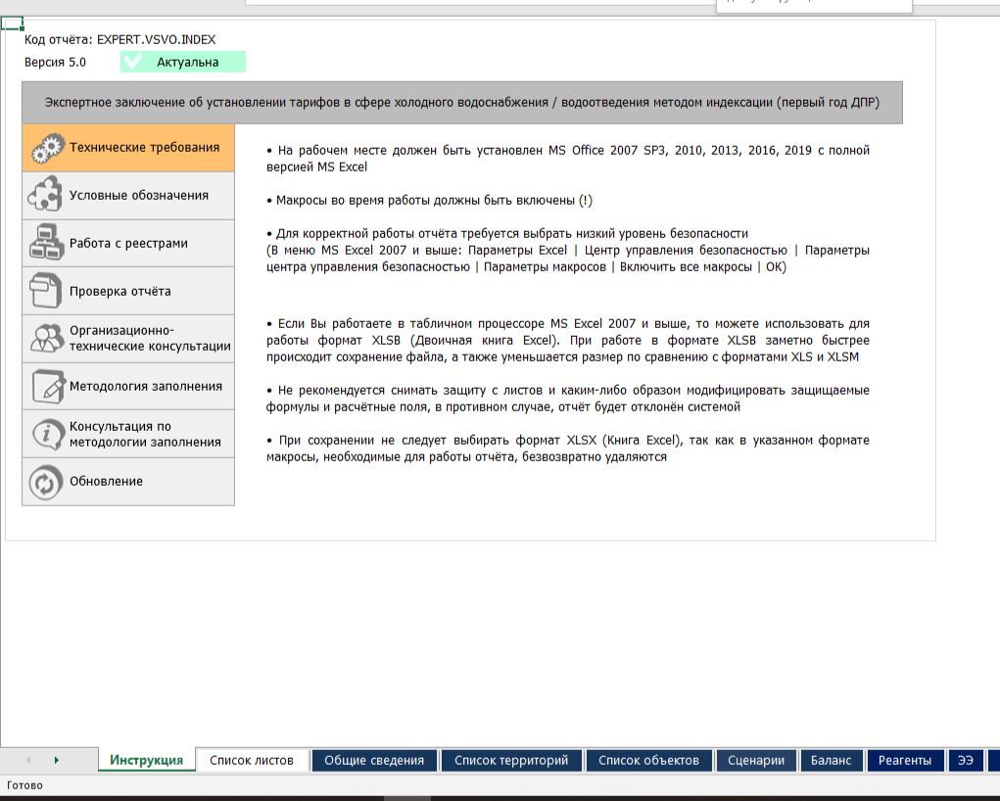 Код отчёта: EXPERT.VSVO.INDEX
Версия 5.0
Актуальна
Экспертное заключение об установлении тарифов в сфере холодного водоснабжения / водоотведения методом индексации (первый год ДПР)
Технические требования
Условные обозначения
Работа с реестрами
Проверка отчёта
Организационно-
технические консультации
Методология заполнения
Консультация по
методологии заполнения
Обновление
• На рабочем месте должен быть установлен MS Office 2007 SP3, 2010, 2013, 2016, 2019 с полной
версией MS Excel
• Макросы во время работы должны быть включены (!)
• Для корректной работы отчёта требуется выбрать низкий уровень безопасности
(В меню MS Excel 2007 и выше: Параметры Excel | Центр управления безопасностью | Параметры
центра управления безопасностью | Параметры макросов | Включить все макросы | ОК)
• Если Вы работаете в табличном процессоре MS Excel 2007 и выше, то можете использовать для
работы формат XLSB (Двоичная книга Excel). При работе в формате XLSB заметно быстрее
происходит сохранение файла, а также уменьшается размер по сравнению с форматами XLS и XLSM
• Не рекомендуется снимать защиту с листов и каким-либо образом модифицировать защищаемые
формулы и расчётные поля, в противном случае, отчёт будет отклонён системой
• При сохранении не следует выбирать формат XLSX (Книга Excel), так как в указанном формате
макросы, необходимые для работы отчёта, безвозвратно удаляются
Инструкция
Список листов
Общие сведения
Список территорий
Список объектов
Сценарии
Баланс
Реагенты
ЭЭ
Готово